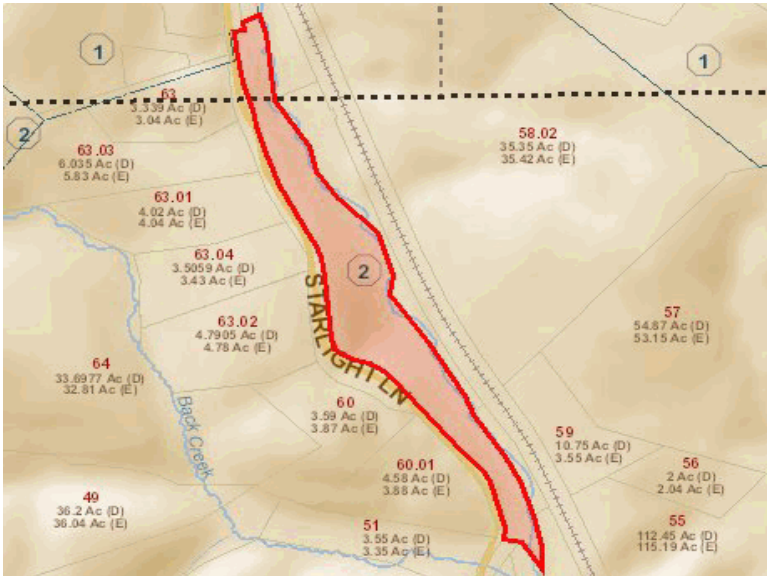 1
1
63
3.339 Ac (D)
3.04 Ac (E)
2
58.02
35.35 Ac (D)
35.42 Ac (E)
63.03
6.035 Ac (D)
5.83 Ac (E)
63.01
4.02 Ac (D)
4.04 Ac (E)
63.04
3.5059 Ac (D)
3.43 Ac (E)
2
STARLIGHT LN
63.02
4.7905 Ac (D)
4.78 Ac (E)
57
54.87 Ac (D)
53.15 Ac (E)
64
33.6977 Ac (D)
32.81 Ac (E)
Back Creek
60
3.59 Ac (D)
3.87 Ac (E)
59
10.75 Ac (D)
3.55 Ac (E)
60.01
4.58 Ac (D)
3.88 Ac (E)
56
2 Ac (D)
2.04 Ac (E)
49
36.2 Ac (D)
36.04 Ac (E)
51
3.55 Ac (D)
3.35 Ac (E)
55
112.45 Ac (D)
115.19 Ac (E)